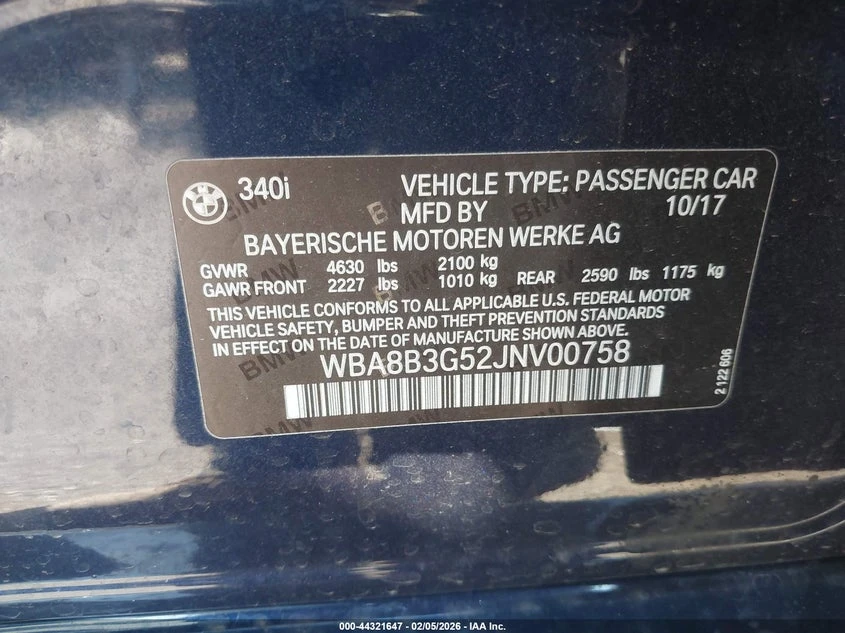 340i VEHICLE TYPE: PASSENGER CAR
MFD BY 10/17
BAYERISCHE MOTOREN WERKE AG
GVWR 4630 lbs 2100 kg
GAWR FRONT 2227 lbs 1010 kg REAR 2590 lbs 1175 kg
THIS VEHICLE CONFORMS TO ALL APPLICABLE U.S. FEDERAL MOTOR
VEHICLE SAFETY, BUMPER AND THEFT PREVENTION STANDARDS
IN EFFECT ON THE DATE OF MANUFACTURE SHOWN ABOVE.
WBA8B3G52JNV00758
2 122 606
000-44321647 - 02/05/2026 - IAA Inc.